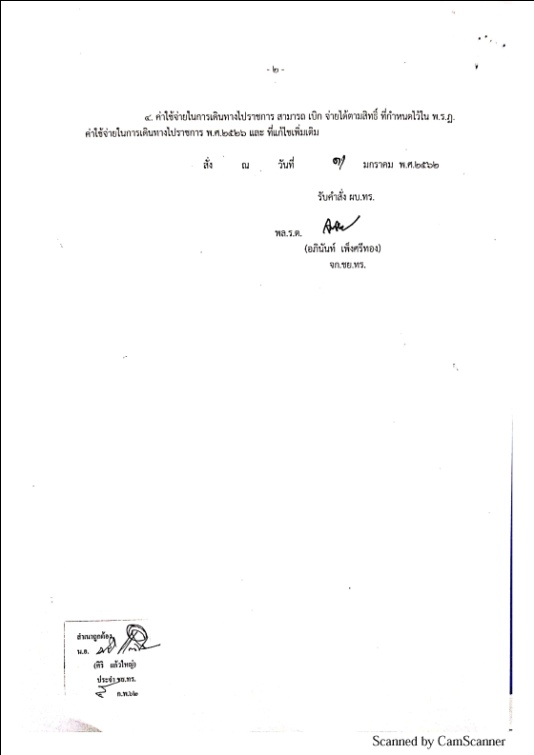 - ๒ -
๔. ค่าใช้จ่ายในการเดินทางไปราชการ สามารถ เบิก จ่ายได้ตามสิทธิ์ ที่กำหนดไว้ใน พ.ร.ฎ.
ค่าใช้จ่ายในการเดินทางไปราชการ พ.ศ.๒๕๒๖ และ ที่แก้ไขเพิ่มเติม
สั่ง ณ วันที่ มกราคม พ.ศ.๒๕๖๒
รับคำสั่ง ผบ.ทร.
พล.ร.ต.
(อภินันท์ เพ็งศรีทอง)
จก.ขย.ทร.
สำเนาถูกต้อง
น.อ.
(คิริ แก้วใหญ่)
ประจำ ขย.ทร.
ก.พ.๖๒
Scanned by CamScanner